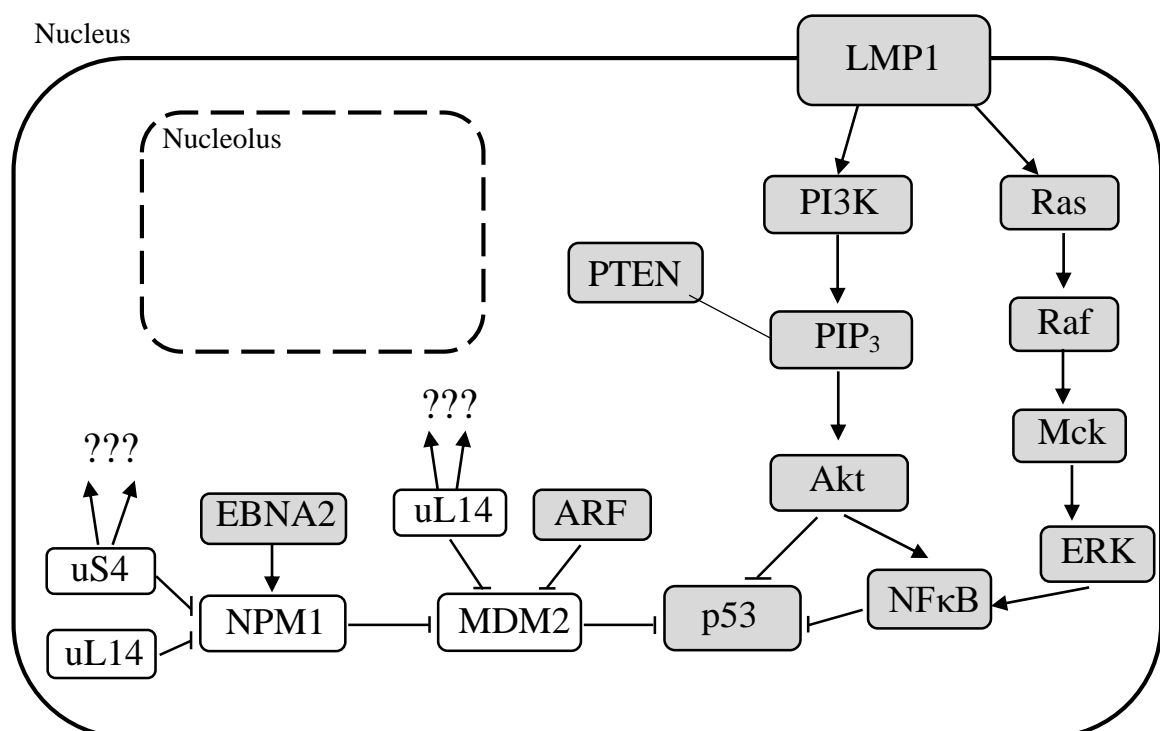 Nucleus
LMP1
Nucleolus
PI3K
Ras
PTEN
PIP₃
Raf
???
Mck
???
Akt
EBNA2
uL14
ARF
ERK
uS4
NPM1
MDM2
p53
NFκB
uL14